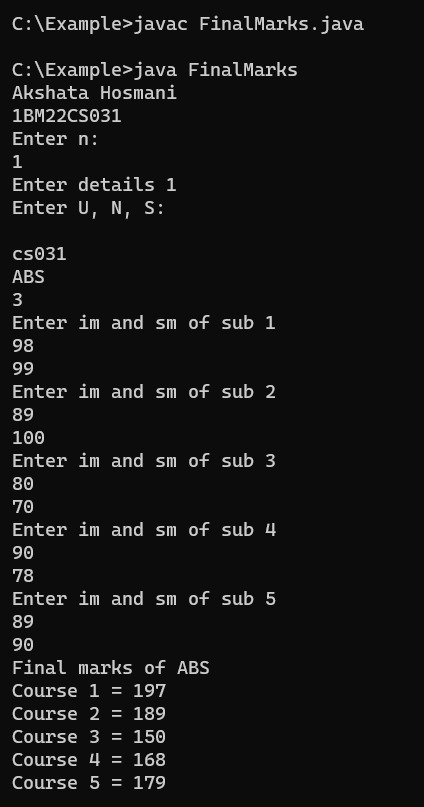 C:\Example>javac FinalMarks.java
C:\Example>java FinalMarks
Akshata Hosmani
1BM22CS031
Enter n:
1
Enter details 1
Enter U, N, S:
cs031
ABS
3
Enter im and sm of sub 1
98
99
Enter im and sm of sub 2
89
100
Enter im and sm of sub 3
80
70
Enter im and sm of sub 4
90
78
Enter im and sm of sub 5
89
90
Final marks of ABS
Course 1 = 197
Course 2 = 189
Course 3 = 150
Course 4 = 168
Course 5 = 179